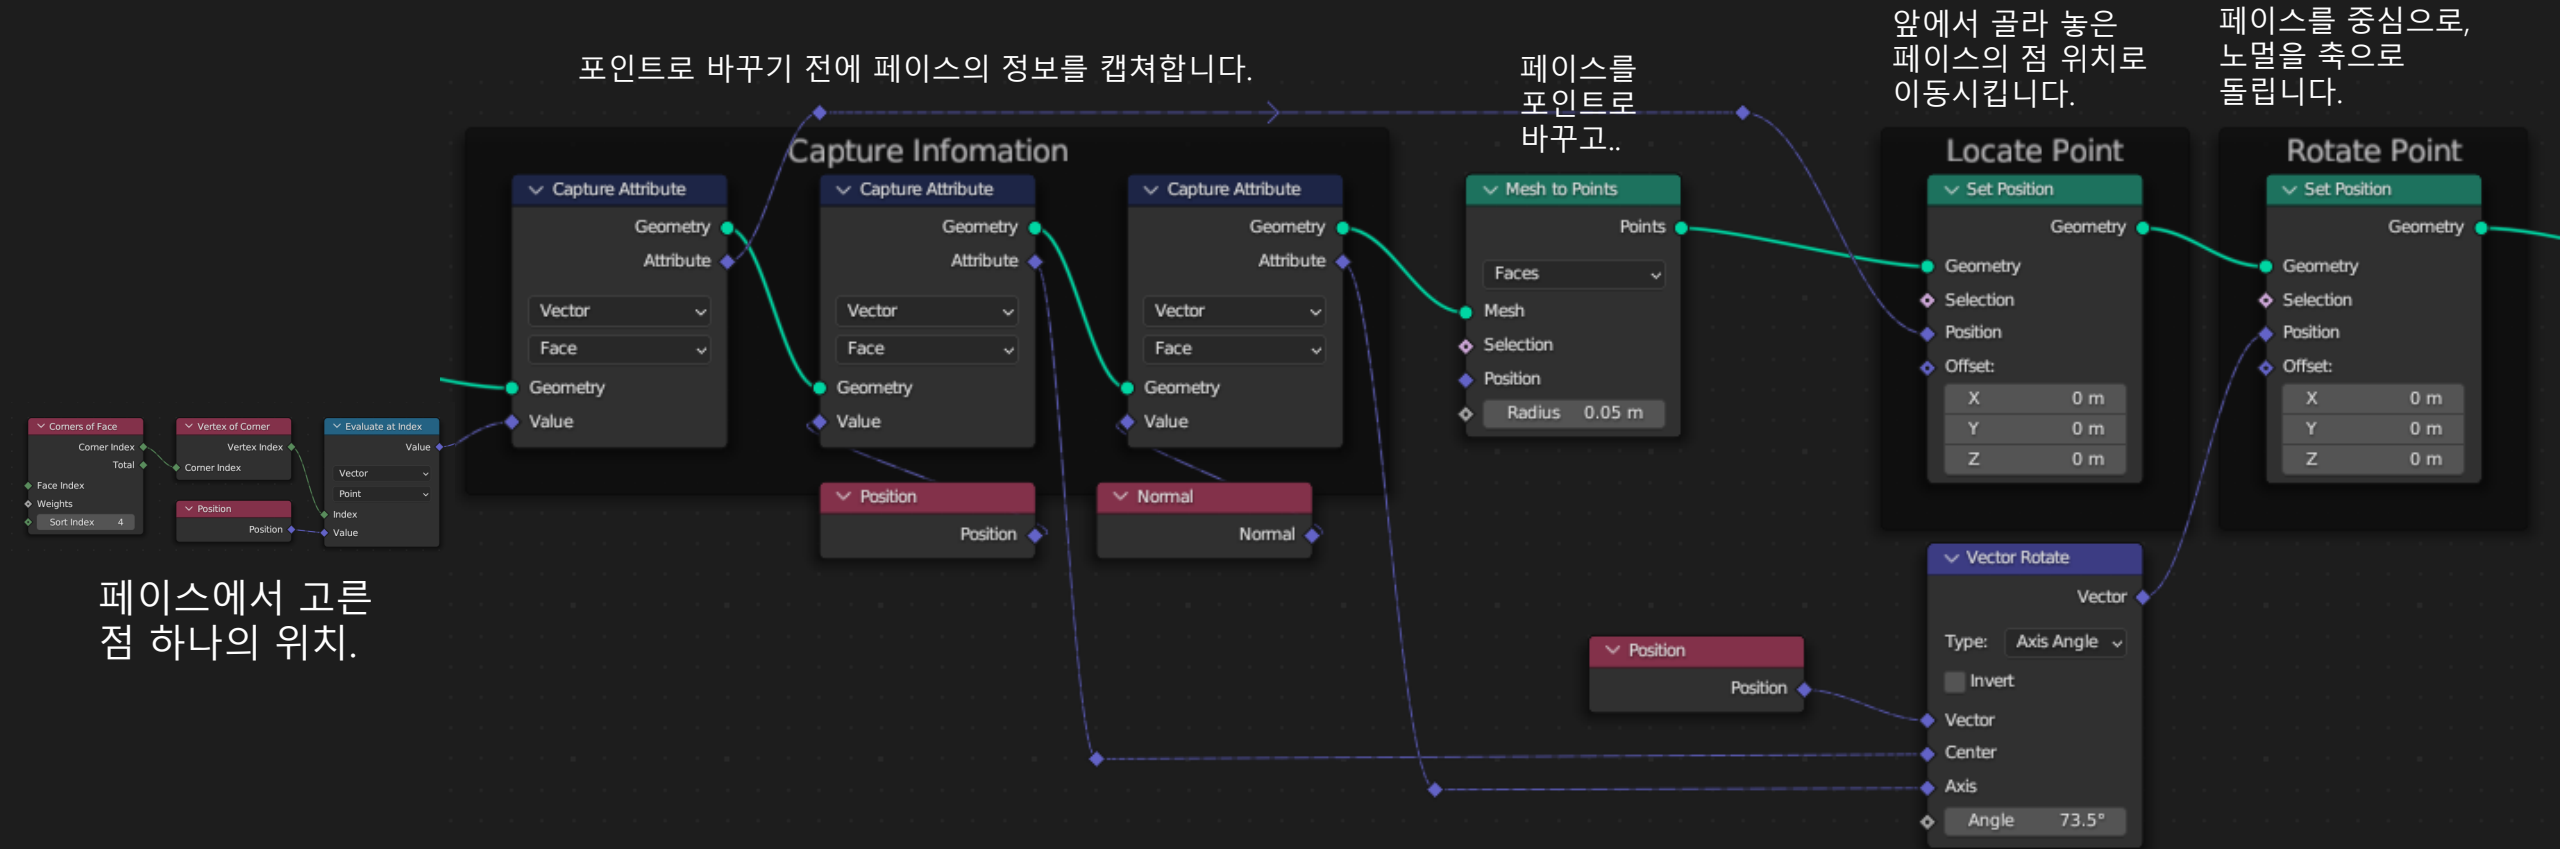 포인트로 바꾸기 전에 페이스의 정보를 캡쳐합니다.
페이스를
포인트로
바꾸고..
앞에서 골라 놓은
페이스의 점 위치로
이동시킵니다.
페이스를 중심으로,
노멀을 축으로
돌립니다.
Corners of Face
Corner Index
Total
Face Index
Weights
Sort Index 4
Vertex of Corner
Vertex Index
Corner Index
Position
Position
Evaluate at Index
Value
Vector
Point
Index
Value
페이스에서 고른
점 하나의 위치.
Capture Infomation
Capture Attribute
Geometry
Attribute
Vector
Face
Geometry
Value
Capture Attribute
Geometry
Attribute
Vector
Face
Geometry
Value
Capture Attribute
Geometry
Attribute
Vector
Face
Geometry
Value
Position
Position
Normal
Normal
Mesh to Points
Points
Faces
Mesh
Selection
Position
Radius 0.05 m
Locate Point
Set Position
Geometry
Geometry
Selection
Position
Offset:
X 0 m
Y 0 m
Z 0 m
Rotate Point
Set Position
Geometry
Geometry
Selection
Position
Offset:
X 0 m
Y 0 m
Z 0 m
Position
Position
Vector Rotate
Vector
Type: Axis Angle
Invert
Vector
Center
Axis
Angle 73.5°